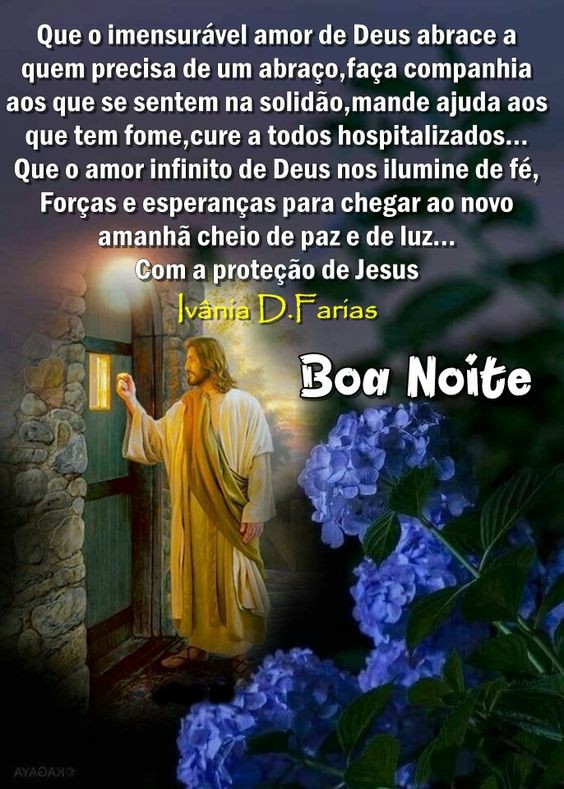 Que o imensurável amor de Deus abrace a
quem precisa de um abraço,faça companhia
aos que se sentem na solidão,mande ajuda aos
que tem fome,cure a todos hospitalizados...
Que o amor infinito de Deus nos ilumine de fé,
Forças e esperanças para chegar ao novo
amanhã cheio de paz e de luz...
Com a proteção de Jesus
Ivânia D.Farias
Boa Noite
©KAGAYA